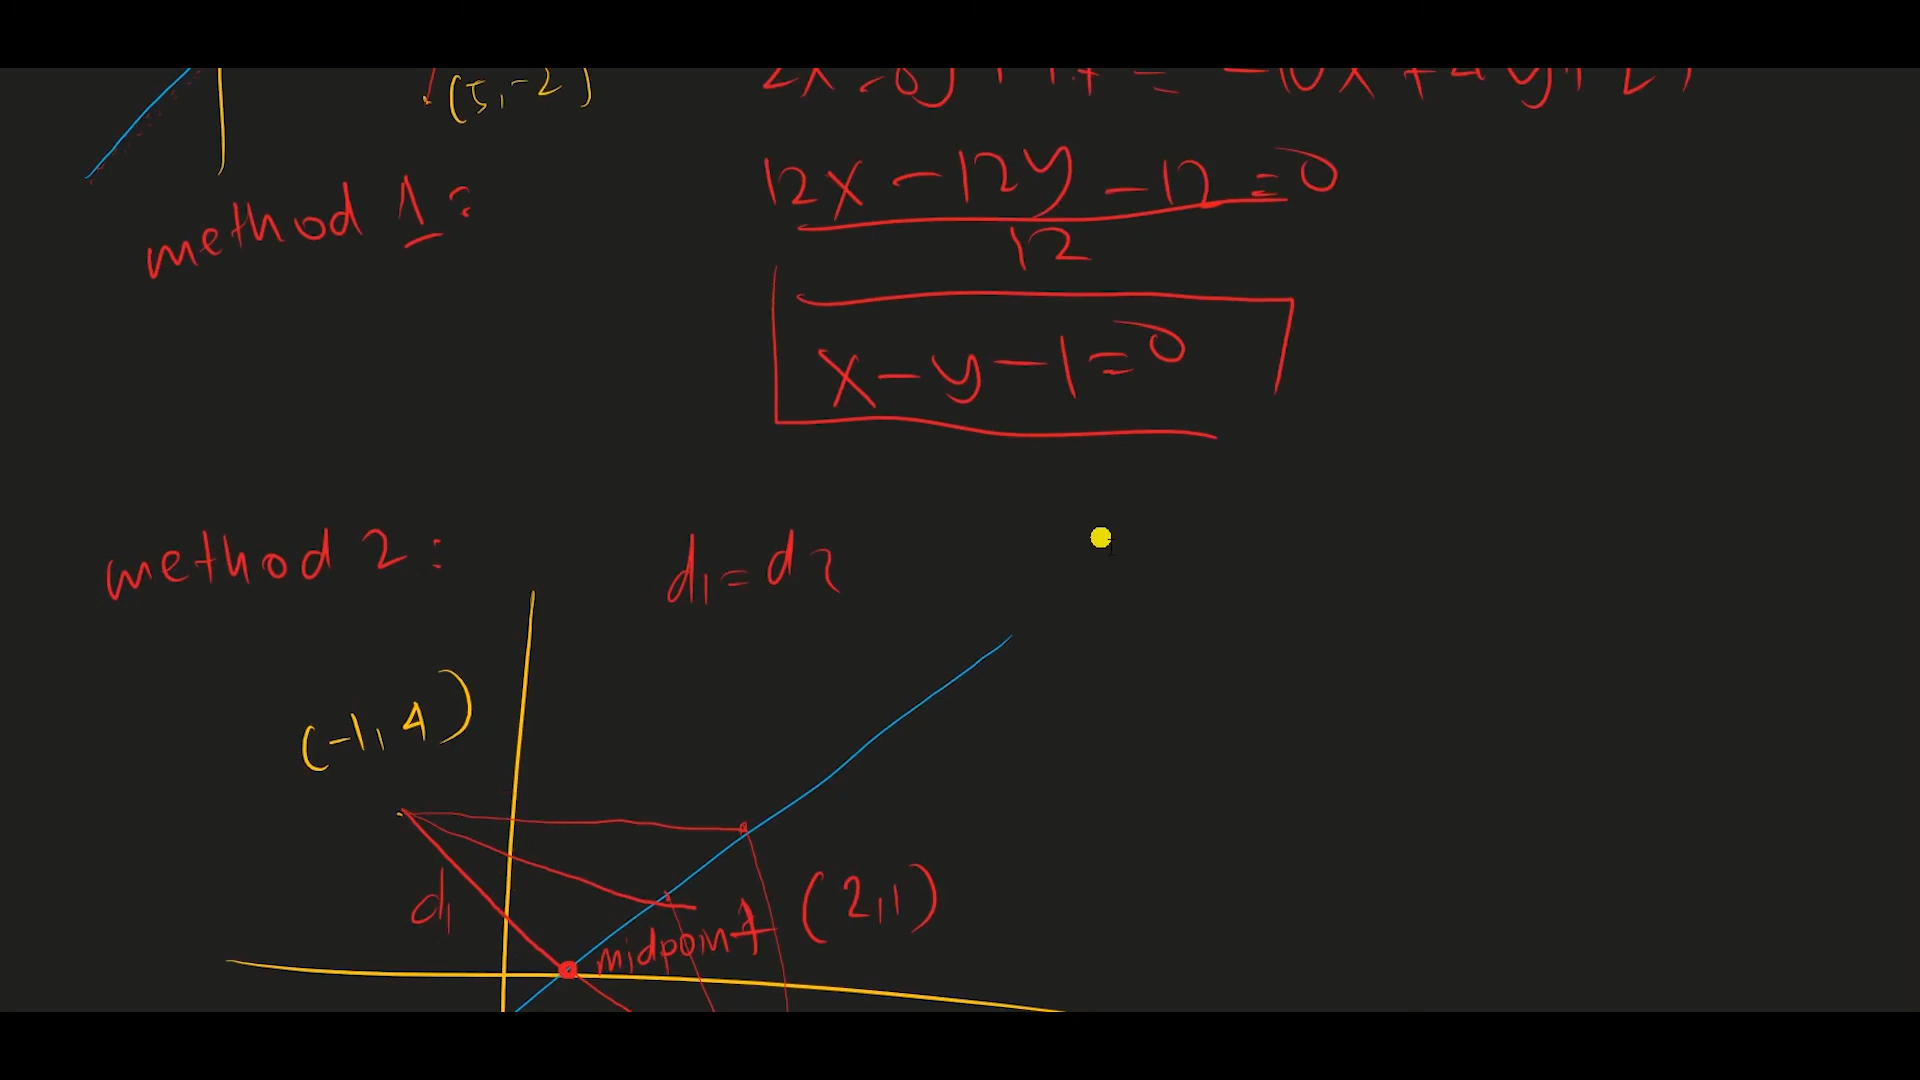 (5,-2)
method 1:
12x - 12y - 12 = 0
12
x - y - 1 = 0
method 2:
d1 = d2
(-1, 4)
d1
midpoint
(2,1)